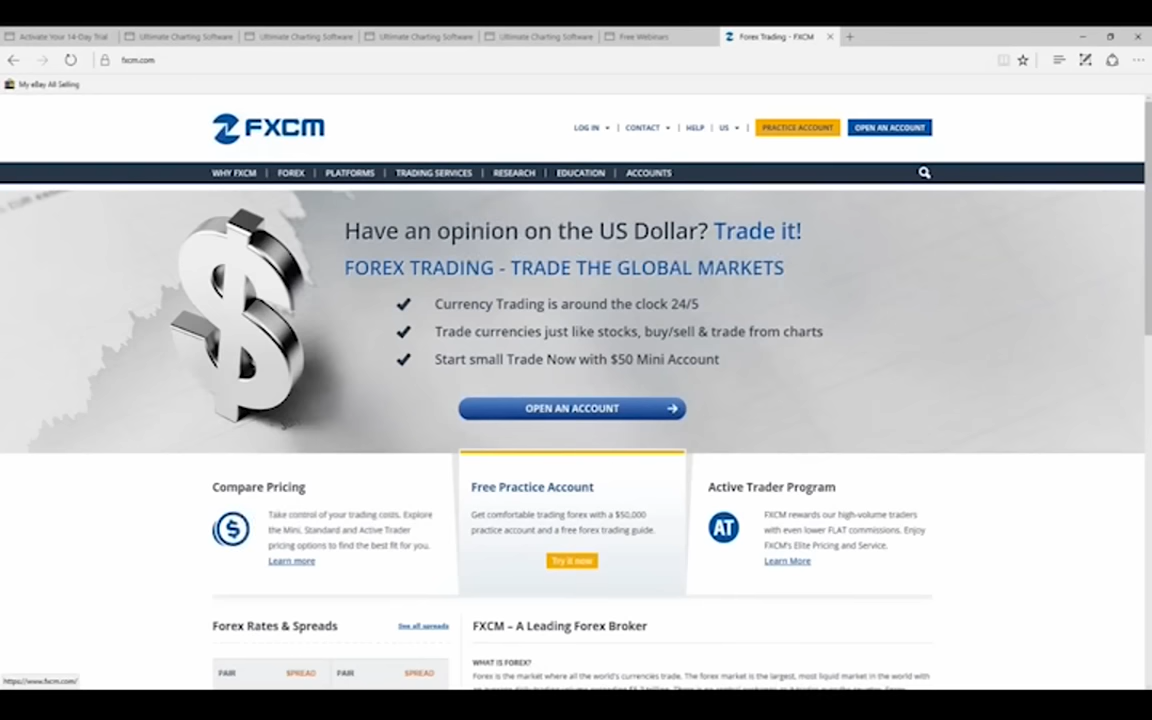 Activate Your 14-Day Trial
Ultimate Charting Software
Ultimate Charting Software
Ultimate Charting Software
Ultimate Charting Software
Free Webinars
Forex Trading - FXCM
fxcm.com
My eBay All Selling
FXCM
LOG IN | CONTACT | HELP | US
PRACTICE ACCOUNT
OPEN AN ACCOUNT
WHY FXCM | FOREX | PLATFORMS | TRADING SERVICES | RESEARCH | EDUCATION | ACCOUNTS
Have an opinion on the US Dollar? Trade it!
FOREX TRADING - TRADE THE GLOBAL MARKETS
Currency Trading is around the clock 24/5
Trade currencies just like stocks, buy/sell & trade from charts
Start small Trade Now with $50 Mini Account
OPEN AN ACCOUNT
Compare Pricing
Take control of your trading costs. Explore
the Mini, Standard and Active Trader
pricing options to find the best fit for you.
Learn more
Free Practice Account
Get comfortable trading forex with a $50,000
practice account and a free forex trading guide.
Try it now
Active Trader Program
AT
FXCM rewards our high-volume traders
with even lower FLAT commissions. Enjoy
FXCM's Elite Pricing and Service.
Learn More
Forex Rates & Spreads
See all spreads
PAIR SPREAD PAIR SPREAD
FXCM – A Leading Forex Broker
WHAT IS FOREX?
Forex is the market where all the world's currencies trade. The forex market is the largest, most liquid market in the world with
https://www.fxcm.com/